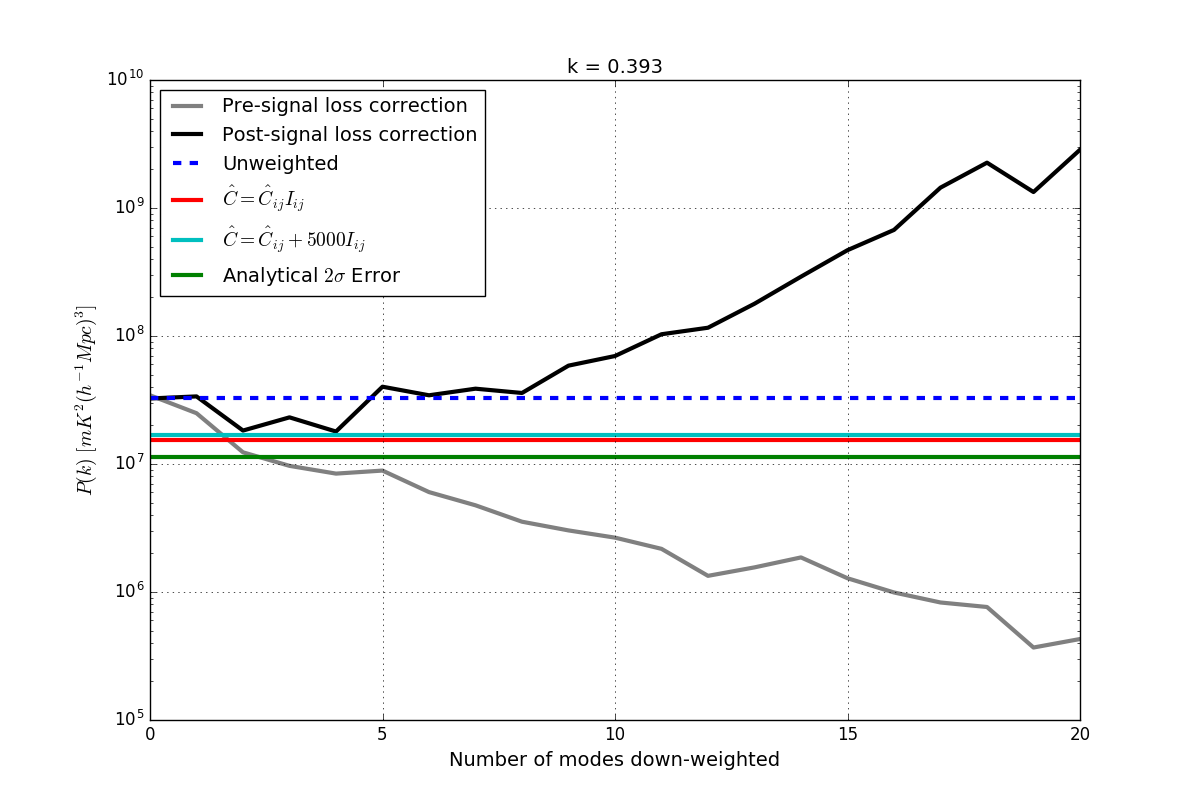 k = 0.393
10^10
10^9
10^8
10^7
10^6
10^5
P(k) [mK^2(h^-1Mpc)^3]
Pre-signal loss correction
Post-signal loss correction
Unweighted
Ĉ = Ĉ_ijI_ij
Ĉ = Ĉ_ij + 5000I_ij
Analytical 2σ Error
0 5 10 15 20
Number of modes down-weighted